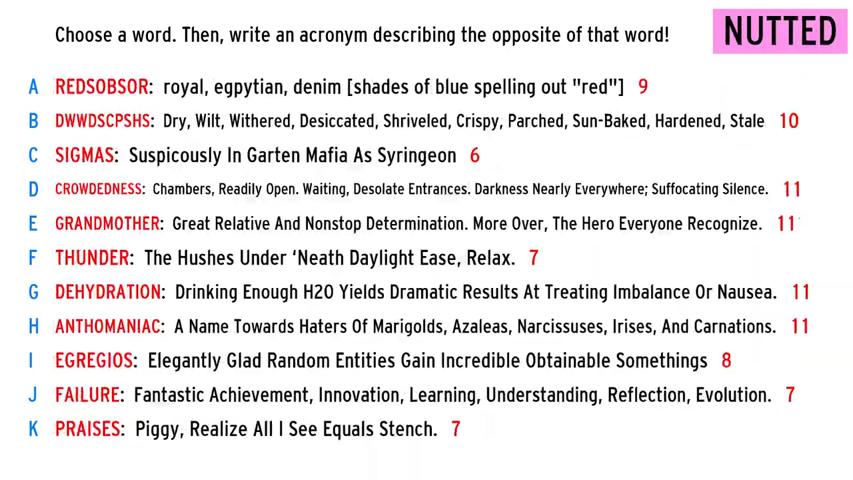 Choose a word. Then, write an acronym describing the opposite of that word!
NUTTED
A REDSOBSOR: royal, egpytian, denim [shades of blue spelling out "red"] 9
B DWWDSCPSHS: Dry, Wilt, Withered, Desiccated, Shriveled, Crispy, Parched, Sun-Baked, Hardened, Stale 10
C SIGMAS: Suspicously In Garten Mafia As Syringeon 6
D CROWDEDNESS: Chambers, Readily Open. Waiting, Desolate Entrances. Darkness Nearly Everywhere; Suffocating Silence. 11
E GRANDMOTHER: Great Relative And Nonstop Determination. More Over, The Hero Everyone Recognize. 11
F THUNDER: The Hushes Under ‘Neath Daylight Ease, Relax. 7
G DEHYDRATION: Drinking Enough H20 Yields Dramatic Results At Treating Imbalance Or Nausea. 11
H ANTHOMANIAC: A Name Towards Haters Of Marigolds, Azaleas, Narcissuses, Irises, And Carnations. 11
I EGREGIOS: Elegantly Glad Random Entities Gain Incredible Obtainable Somethings 8
J FAILURE: Fantastic Achievement, Innovation, Learning, Understanding, Reflection, Evolution. 7
K PRAISES: Piggy, Realize All I See Equals Stench. 7